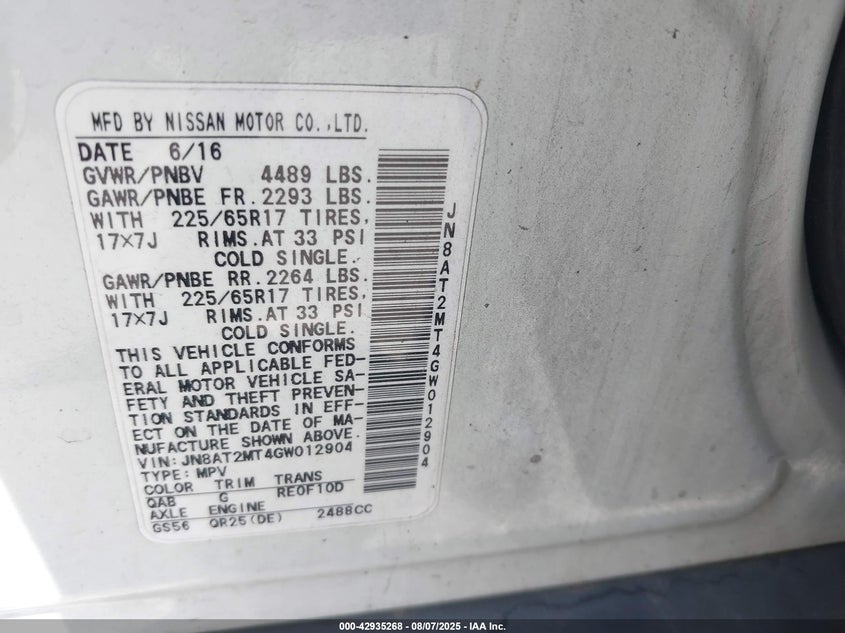 MFD BY NISSAN MOTOR CO.,LTD.
DATE 6/16
GVWR/PNBV 4489 LBS.
GAWR/PNBE FR. 2293 LBS.
WITH 225/65R17 TIRES,
17×7J RIMS.AT 33 PSI
COLD SINGLE.
GAWR/PNBE RR. 2264 LBS.
WITH 225/65R17 TIRES,
17×7J RIMS.AT 33 PSI
COLD SINGLE.
THIS VEHICLE CONFORMS
TO ALL APPLICABLE FED-
ERAL MOTOR VEHICLE SA-
FETY AND THEFT PREVEN-
TION STANDARDS IN EFF-
ECT ON THE DATE OF MA-
NUFACTURE SHOWN ABOVE.
VIN:JN8AT2MT4GW012904
TYPE:MPV
COLOR TRIM TRANS
QAB G RE0F10D
AXLE ENGINE
GS56 QR25(DE) 2488CC
JN8AT2MT4GW012904
000-42935268 - 08/07/2025 - IAA Inc.